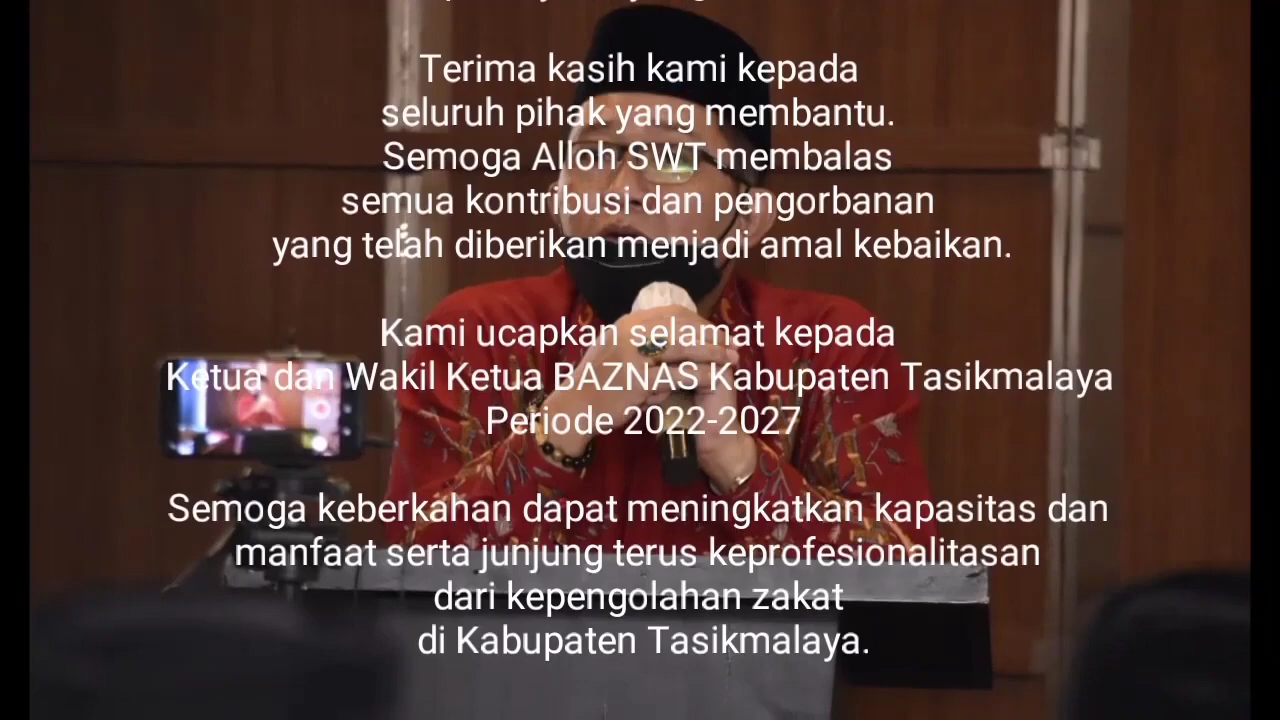 Terima kasih kami kepada
seluruh pihak yang membantu.
Semoga Alloh SWT membalas
semua kontribusi dan pengorbanan
yang telah diberikan menjadi amal kebaikan.
Kami ucapkan selamat kepada
Ketua dan Wakil Ketua BAZNAS Kabupaten Tasikmalaya
Periode 2022-2027
Semoga keberkahan dapat meningkatkan kapasitas dan
manfaat serta junjung terus keprofesionalitasan
dari kepengolahan zakat
di Kabupaten Tasikmalaya.